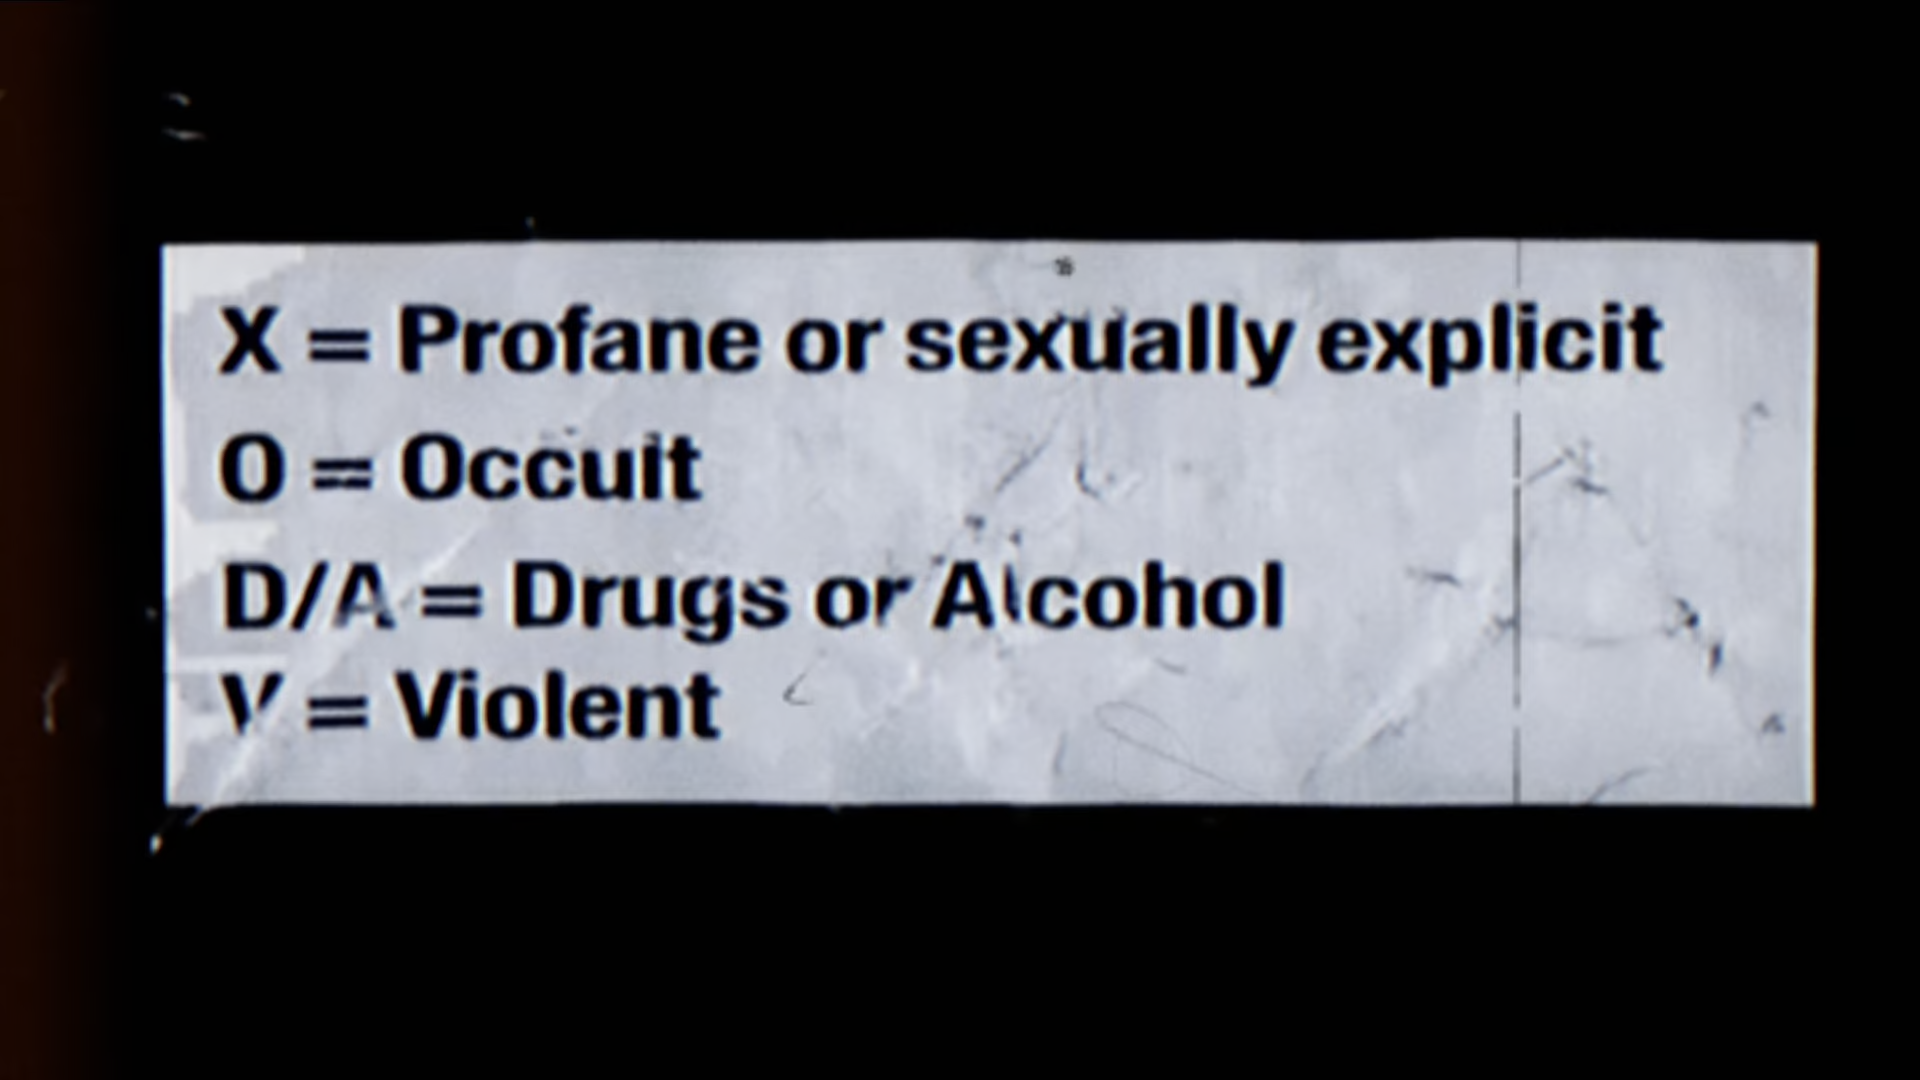 X = Profane or sexually explicit
O = Occult
D/A = Drugs or Alcohol
V = Violent